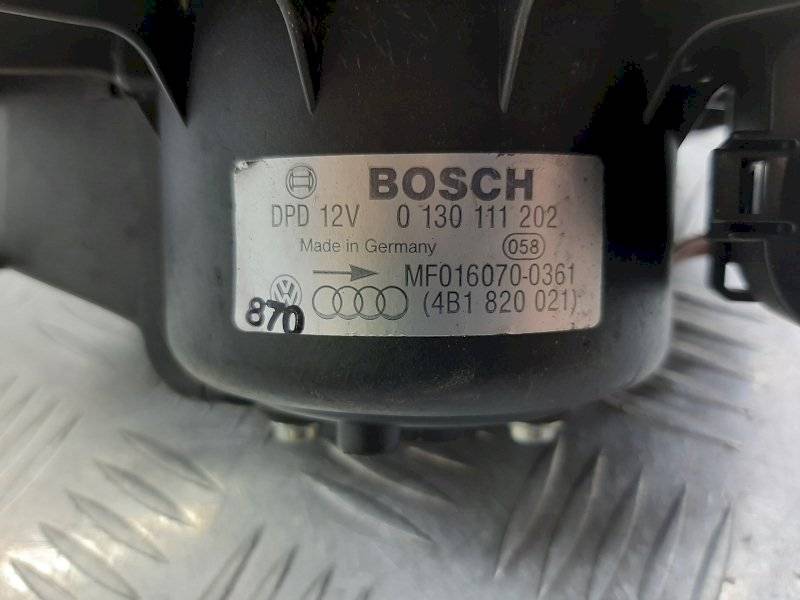 BOSCH
DPD 12V 0 130 111 202
Made in Germany 058
MF016070-0361
870 (4B1 820 021)